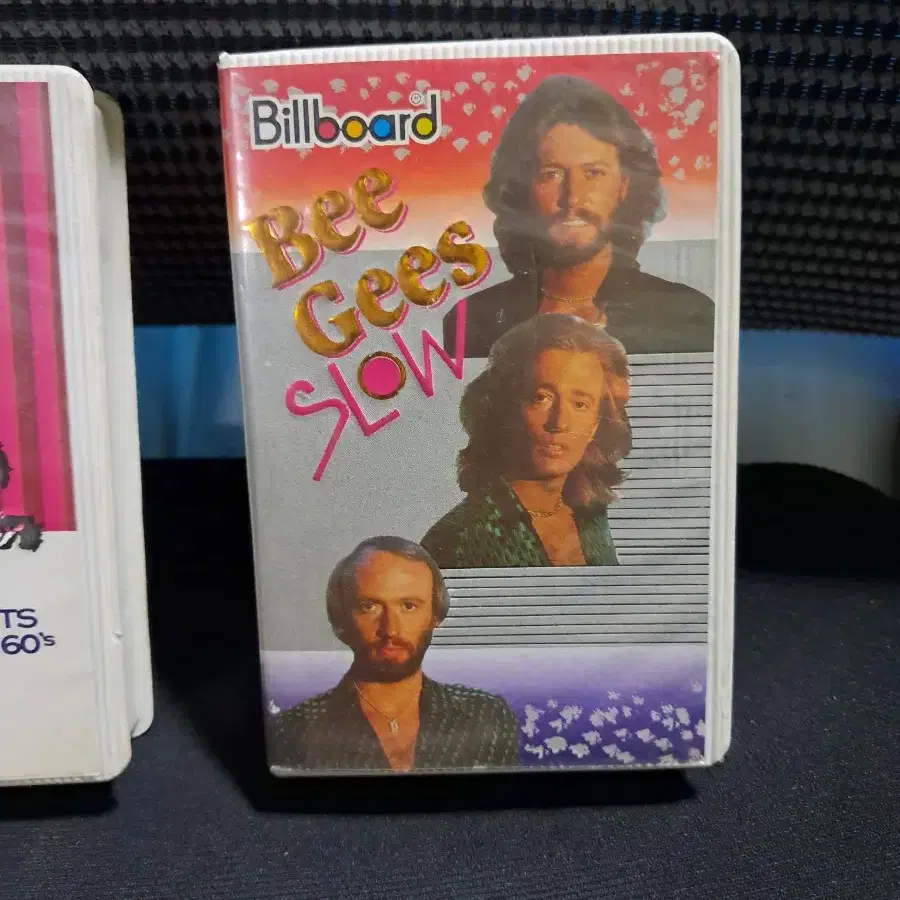 Billboard®
Bee
Gees
SLOW
TS
60's